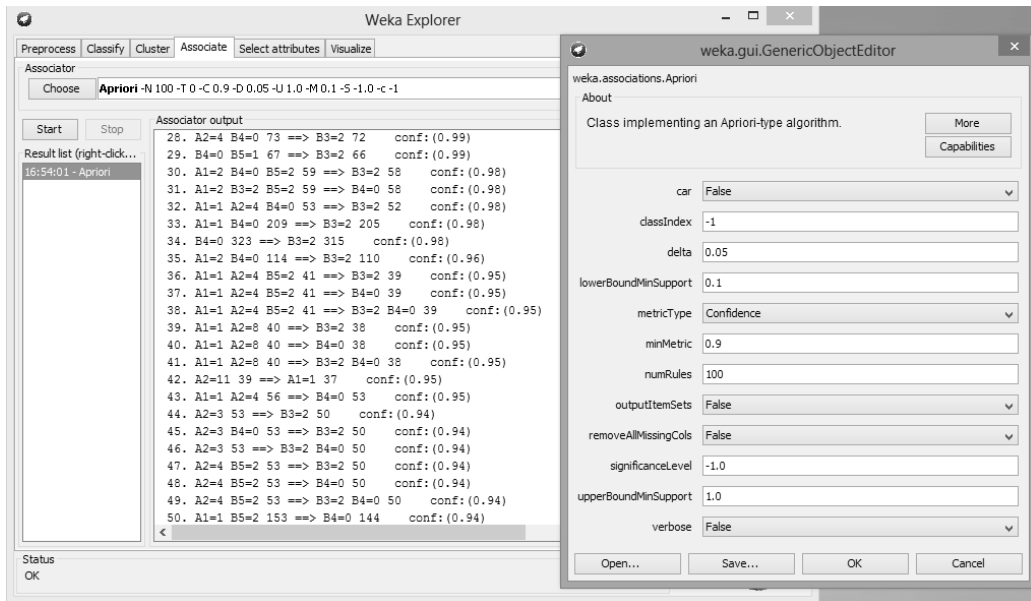 Weka Explorer
Preprocess Classify Cluster Associate Select attributes Visualize
Associator
Choose Apriori -N 100 -T 0 -C 0.9 -D 0.05 -U 1.0 -M 0.1 -S -1.0 -c -1
Start Stop
Result list (right-click...
16:54:01 - Apriori
Associator output
28. A2=4 B4=0 73 ==> B3=2 72 conf:(0.99)
29. B4=0 B5=1 67 ==> B3=2 66 conf:(0.99)
30. A1=2 B4=0 B5=2 59 ==> B3=2 58 conf:(0.98)
31. A1=2 B3=2 B5=2 59 ==> B4=0 58 conf:(0.98)
32. A1=1 A2=4 B4=0 53 ==> B3=2 52 conf:(0.98)
33. A1=1 B4=0 209 ==> B3=2 205 conf:(0.98)
34. B4=0 323 ==> B3=2 315 conf:(0.98)
35. A1=2 B4=0 114 ==> B3=2 110 conf:(0.96)
36. A1=1 A2=4 B5=2 41 ==> B3=2 39 conf:(0.95)
37. A1=1 A2=4 B5=2 41 ==> B4=0 39 conf:(0.95)
38. A1=1 A2=4 B5=2 41 ==> B3=2 B4=0 39 conf:(0.95)
39. A1=1 A2=8 40 ==> B3=2 38 conf:(0.95)
40. A1=1 A2=8 40 ==> B4=0 38 conf:(0.95)
41. A1=1 A2=8 40 ==> B3=2 B4=0 38 conf:(0.95)
42. A2=11 39 ==> A1=1 37 conf:(0.95)
43. A1=1 A2=4 56 ==> B4=0 53 conf:(0.95)
44. A2=3 53 ==> B3=2 50 conf:(0.94)
45. A2=3 B4=0 53 ==> B3=2 50 conf:(0.94)
46. A2=3 53 ==> B3=2 B4=0 50 conf:(0.94)
47. A2=4 B5=2 53 ==> B3=2 50 conf:(0.94)
48. A2=4 B5=2 53 ==> B4=0 50 conf:(0.94)
49. A2=4 B5=2 53 ==> B3=2 B4=0 50 conf:(0.94)
50. A1=1 B5=2 153 ==> B4=0 144 conf:(0.94)
Status
OK
weka.gui.GenericObjectEditor
weka.associations.Apriori
About
Class implementing an Apriori-type algorithm.
More
Capabilities
car False
classIndex -1
delta 0.05
lowerBoundMinSupport 0.1
metricType Confidence
minMetric 0.9
numRules 100
outputItemSets False
removeAllMissingCols False
significanceLevel -1.0
upperBoundMinSupport 1.0
verbose False
Open... Save... OK Cancel